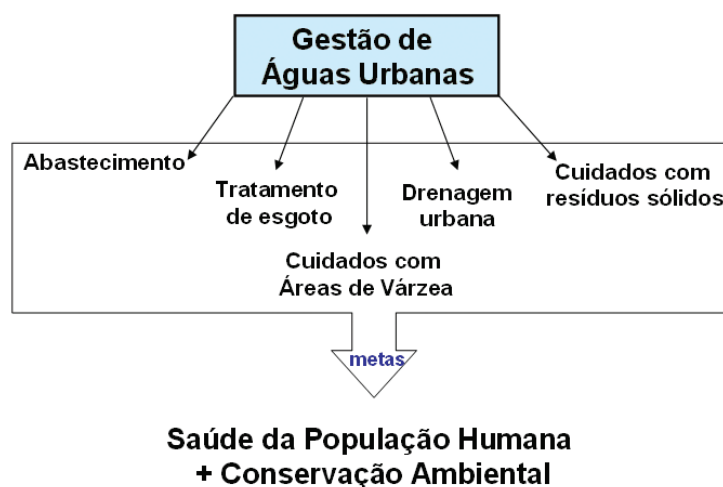 Gestão de
Águas Urbanas
Abastecimento
Tratamento
de esgoto
Cuidados com
Áreas de Várzea
Drenagem
urbana
Cuidados com
resíduos sólidos
metas
Saúde da População Humana
+ Conservação Ambiental